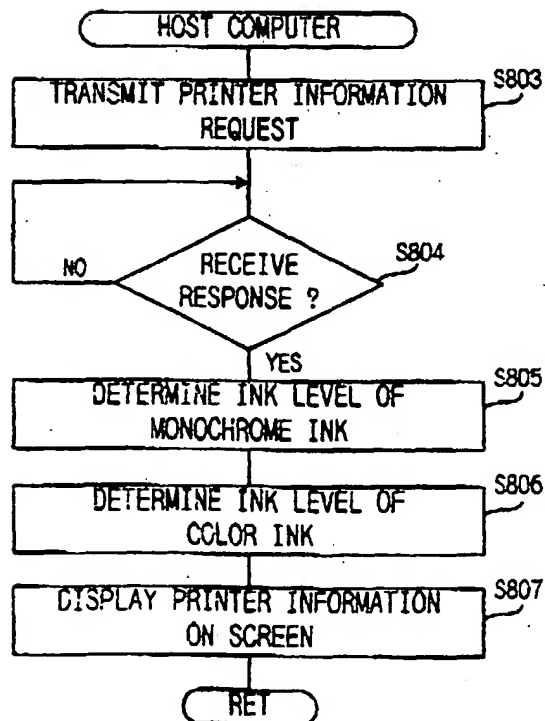 HOST COMPUTER
S803
TRANSMIT PRINTER INFORMATION
REQUEST
S804
RECEIVE
RESPONSE ?
NO
YES
S805
DETERMINE INK LEVEL OF
MONOCHROME INK
S806
DETERMINE INK LEVEL OF
COLOR INK
S807
DISPLAY PRINTER INFORMATION
ON SCREEN
RET